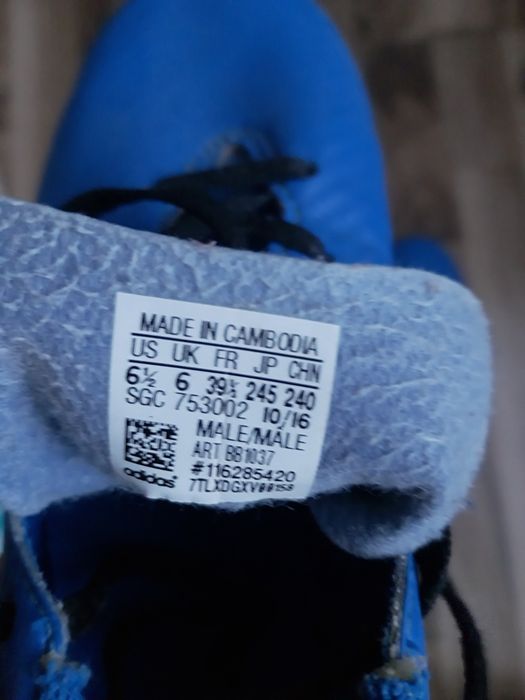 MADE IN CAMBODIA
US UK FR JP CHN
6½ 6 39⅓ 245 240
SGC 753002 10/16
MALE/MÂLE
ART BB1037
#116285420
adidas